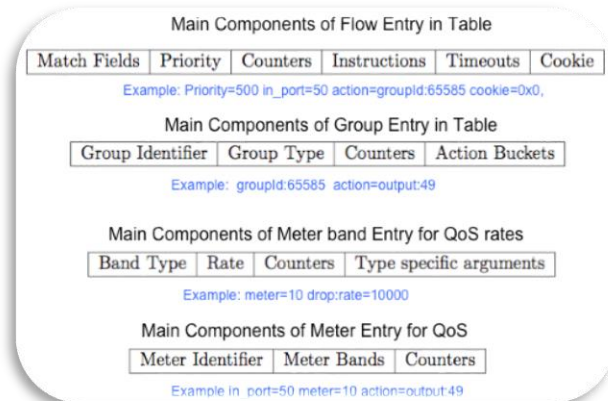 Main Components of Flow Entry in Table
Match Fields Priority Counters Instructions Timeouts Cookie
Example: Priority=500 in_port=50 action=groupId:65585 cookie=0x0,
Main Components of Group Entry in Table
Group Identifier Group Type Counters Action Buckets
Example: groupId:65585 action=output:49
Main Components of Meter band Entry for QoS rates
Band Type Rate Counters Type specific arguments
Example: meter=10 drop:rate=10000
Main Components of Meter Entry for QoS
Meter Identifier Meter Bands Counters
Example in_port=50 meter=10 action=output:49